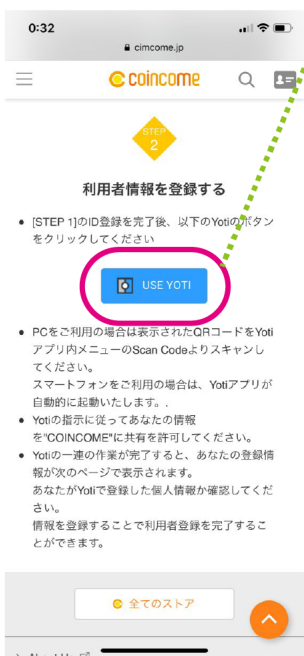 0:32
cimcome.jp
coincome
STEP
2
利用者情報を登録する
• [STEP 1]のID登録を完了後、以下のYotiのボタン
をクリックしてください
USE YOTI
• PCをご利用の場合は表示されたQRコードをYoti
アプリ内メニューのScan Codeよりスキャンし
てください。
スマートフォンをご利用の場合は、Yotiアプリが
自動的に起動いたします。.
• Yotiの指示に従ってあなたの情報
を"COINCOME"に共有を許可してください。
• Yotiの一連の作業が完了すると、あなたの登録情
報が次のページで表示されます。
あなたがYotiで登録した個人情報か確認してくだ
さい。
情報を登録することで利用者登録を完了するこ
とができます。
全てのストア